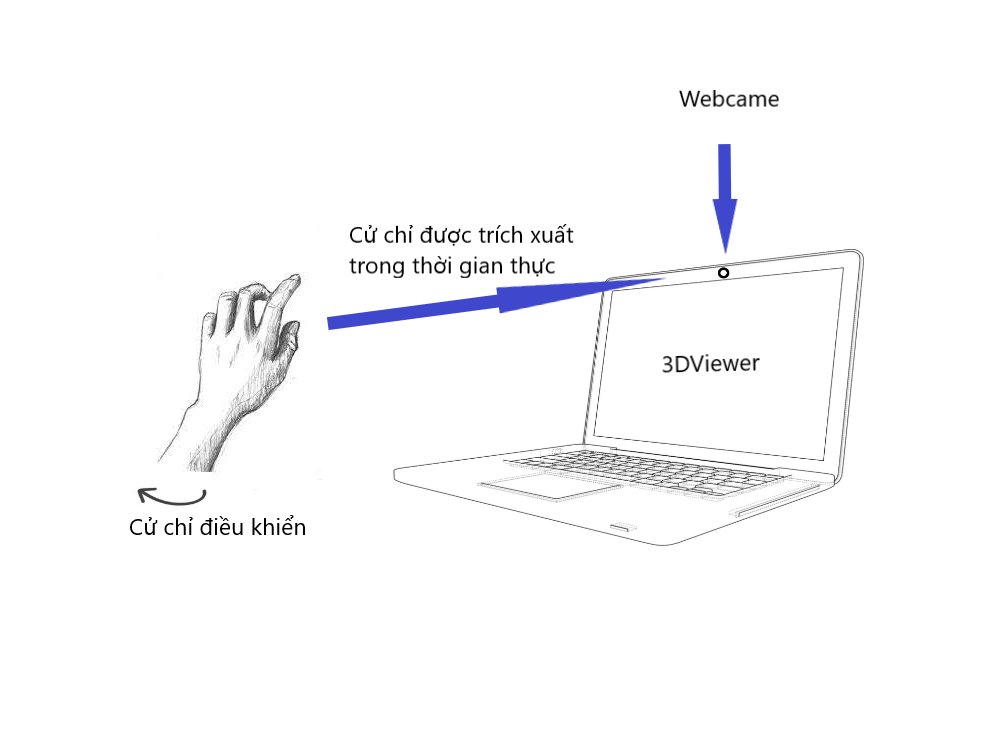 Webcame
Cử chỉ được trích xuất
trong thời gian thực
3DViewer
Cử chỉ điều khiển